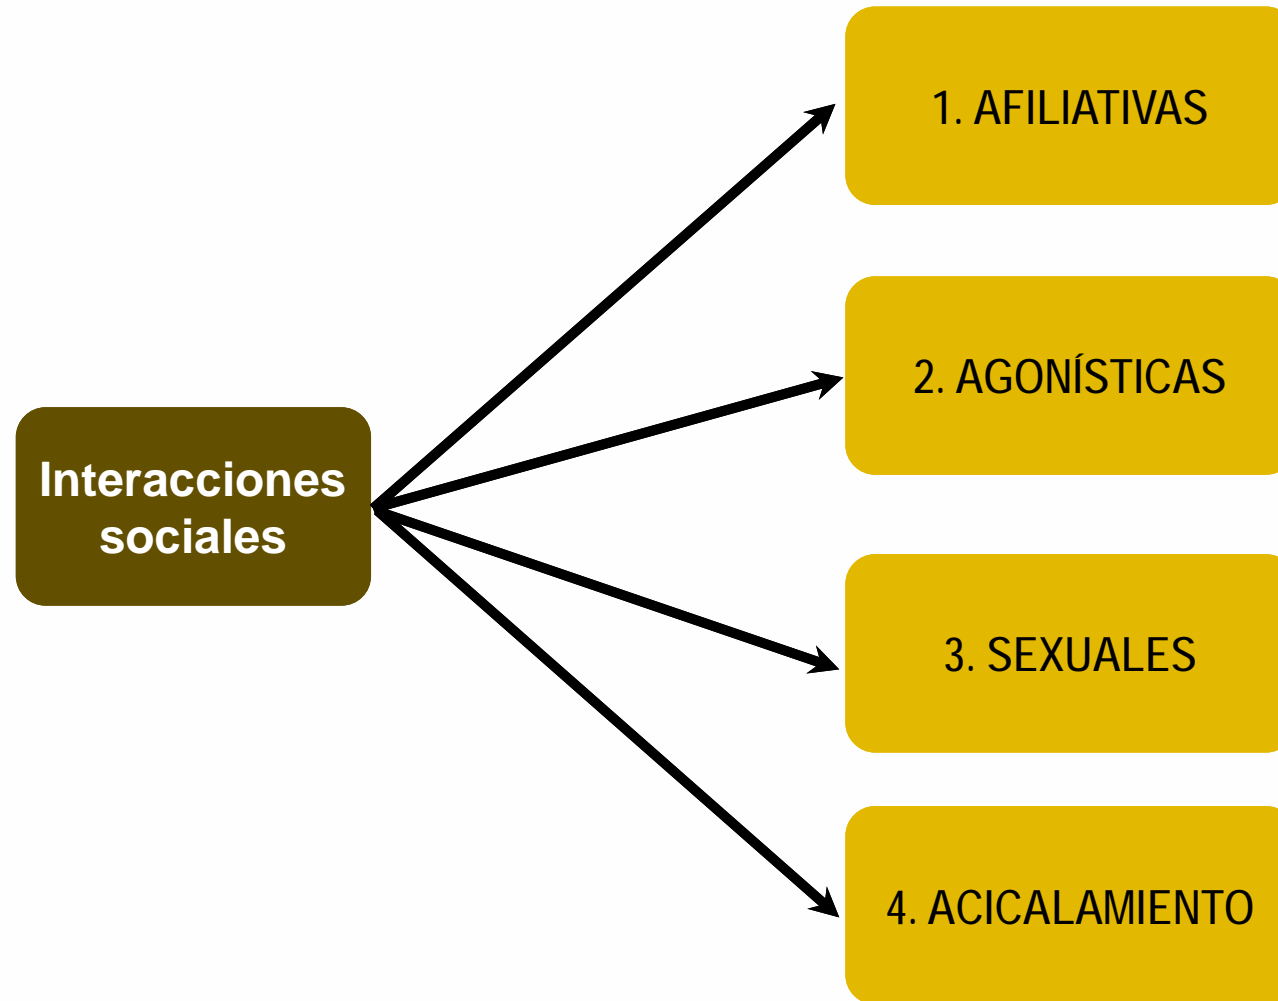 1. AFILIATIVAS
2. AGONÍSTICAS
Interacciones
sociales
3. SEXUALES
4. ACICALAMIENTO